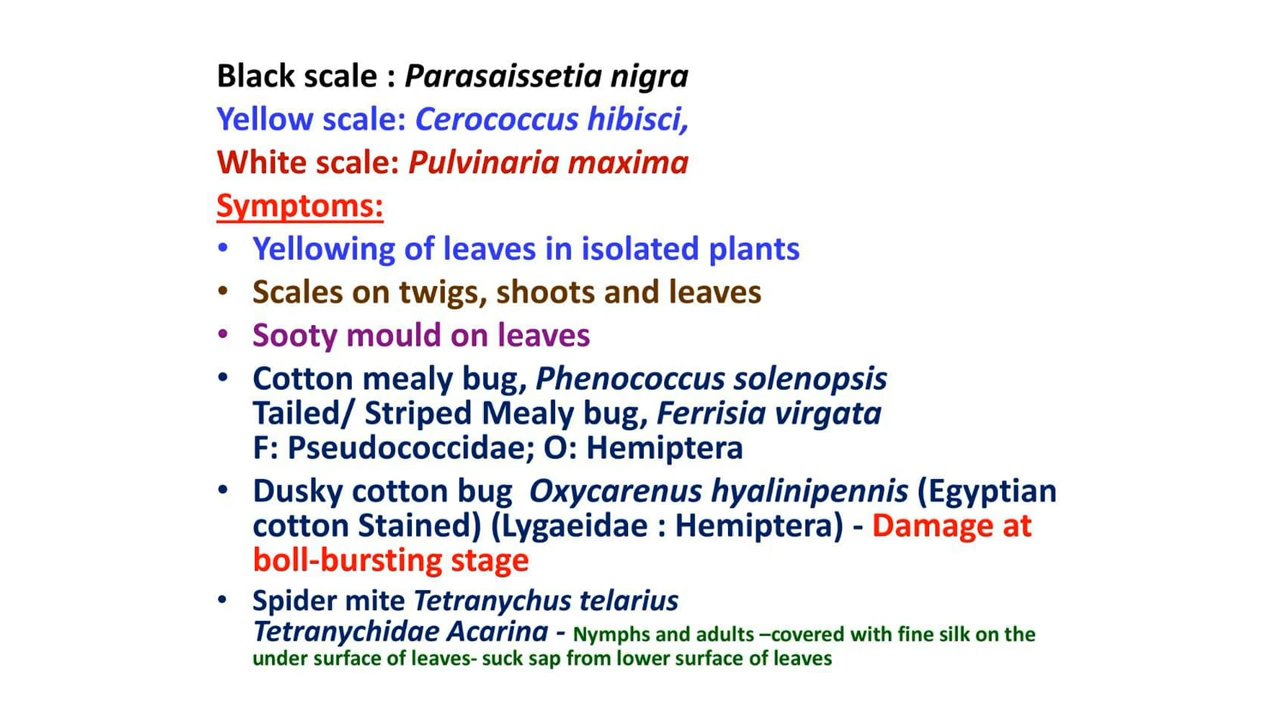 Black scale : Parasaissetia nigra
Yellow scale: Cerococcus hibisci,
White scale: Pulvinaria maxima
Symptoms:
• Yellowing of leaves in isolated plants
• Scales on twigs, shoots and leaves
• Sooty mould on leaves
• Cotton mealy bug, Phenococcus solenopsis
Tailed/ Striped Mealy bug, Ferrisia virgata
F: Pseudococcidae; O: Hemiptera
• Dusky cotton bug Oxycarenus hyalinipennis (Egyptian
cotton Stained) (Lygaeidae : Hemiptera) - Damage at
boll-bursting stage
• Spider mite Tetranychus telarius
Tetranychidae Acarina - Nymphs and adults –covered with fine silk on the
under surface of leaves- suck sap from lower surface of leaves